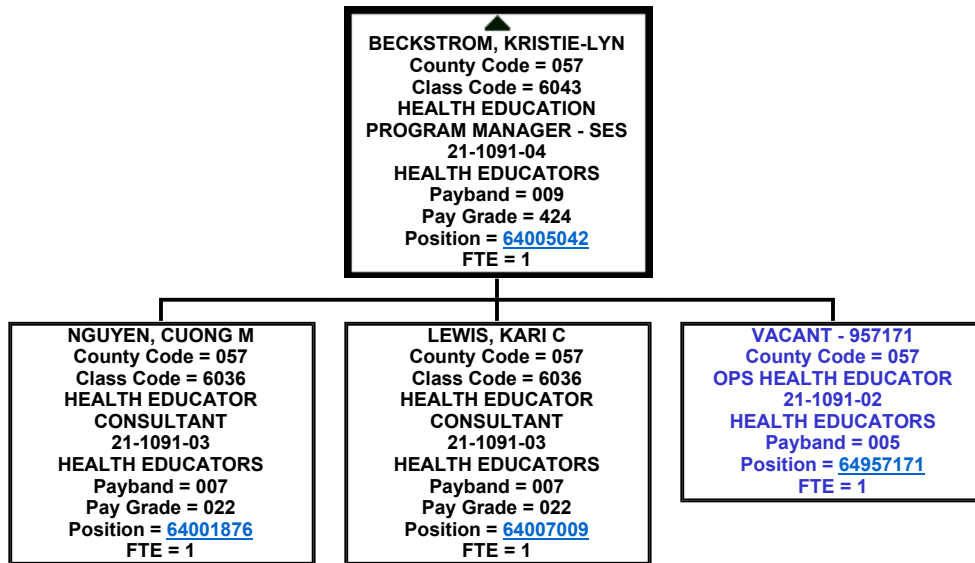 BECKSTROM, KRISTIE-LYN
County Code = 057
Class Code = 6043
HEALTH EDUCATION
PROGRAM MANAGER - SES
21-1091-04
HEALTH EDUCATORS
Payband = 009
Pay Grade = 424
Position = 64005042
FTE = 1
NGUYEN, CUONG M
County Code = 057
Class Code = 6036
HEALTH EDUCATOR
CONSULTANT
21-1091-03
HEALTH EDUCATORS
Payband = 007
Pay Grade = 022
Position = 64001876
FTE = 1
LEWIS, KARI C
County Code = 057
Class Code = 6036
HEALTH EDUCATOR
CONSULTANT
21-1091-03
HEALTH EDUCATORS
Payband = 007
Pay Grade = 022
Position = 64007009
FTE = 1
VACANT - 957171
County Code = 057
OPS HEALTH EDUCATOR
21-1091-02
HEALTH EDUCATORS
Payband = 005
Position = 64957171
FTE = 1